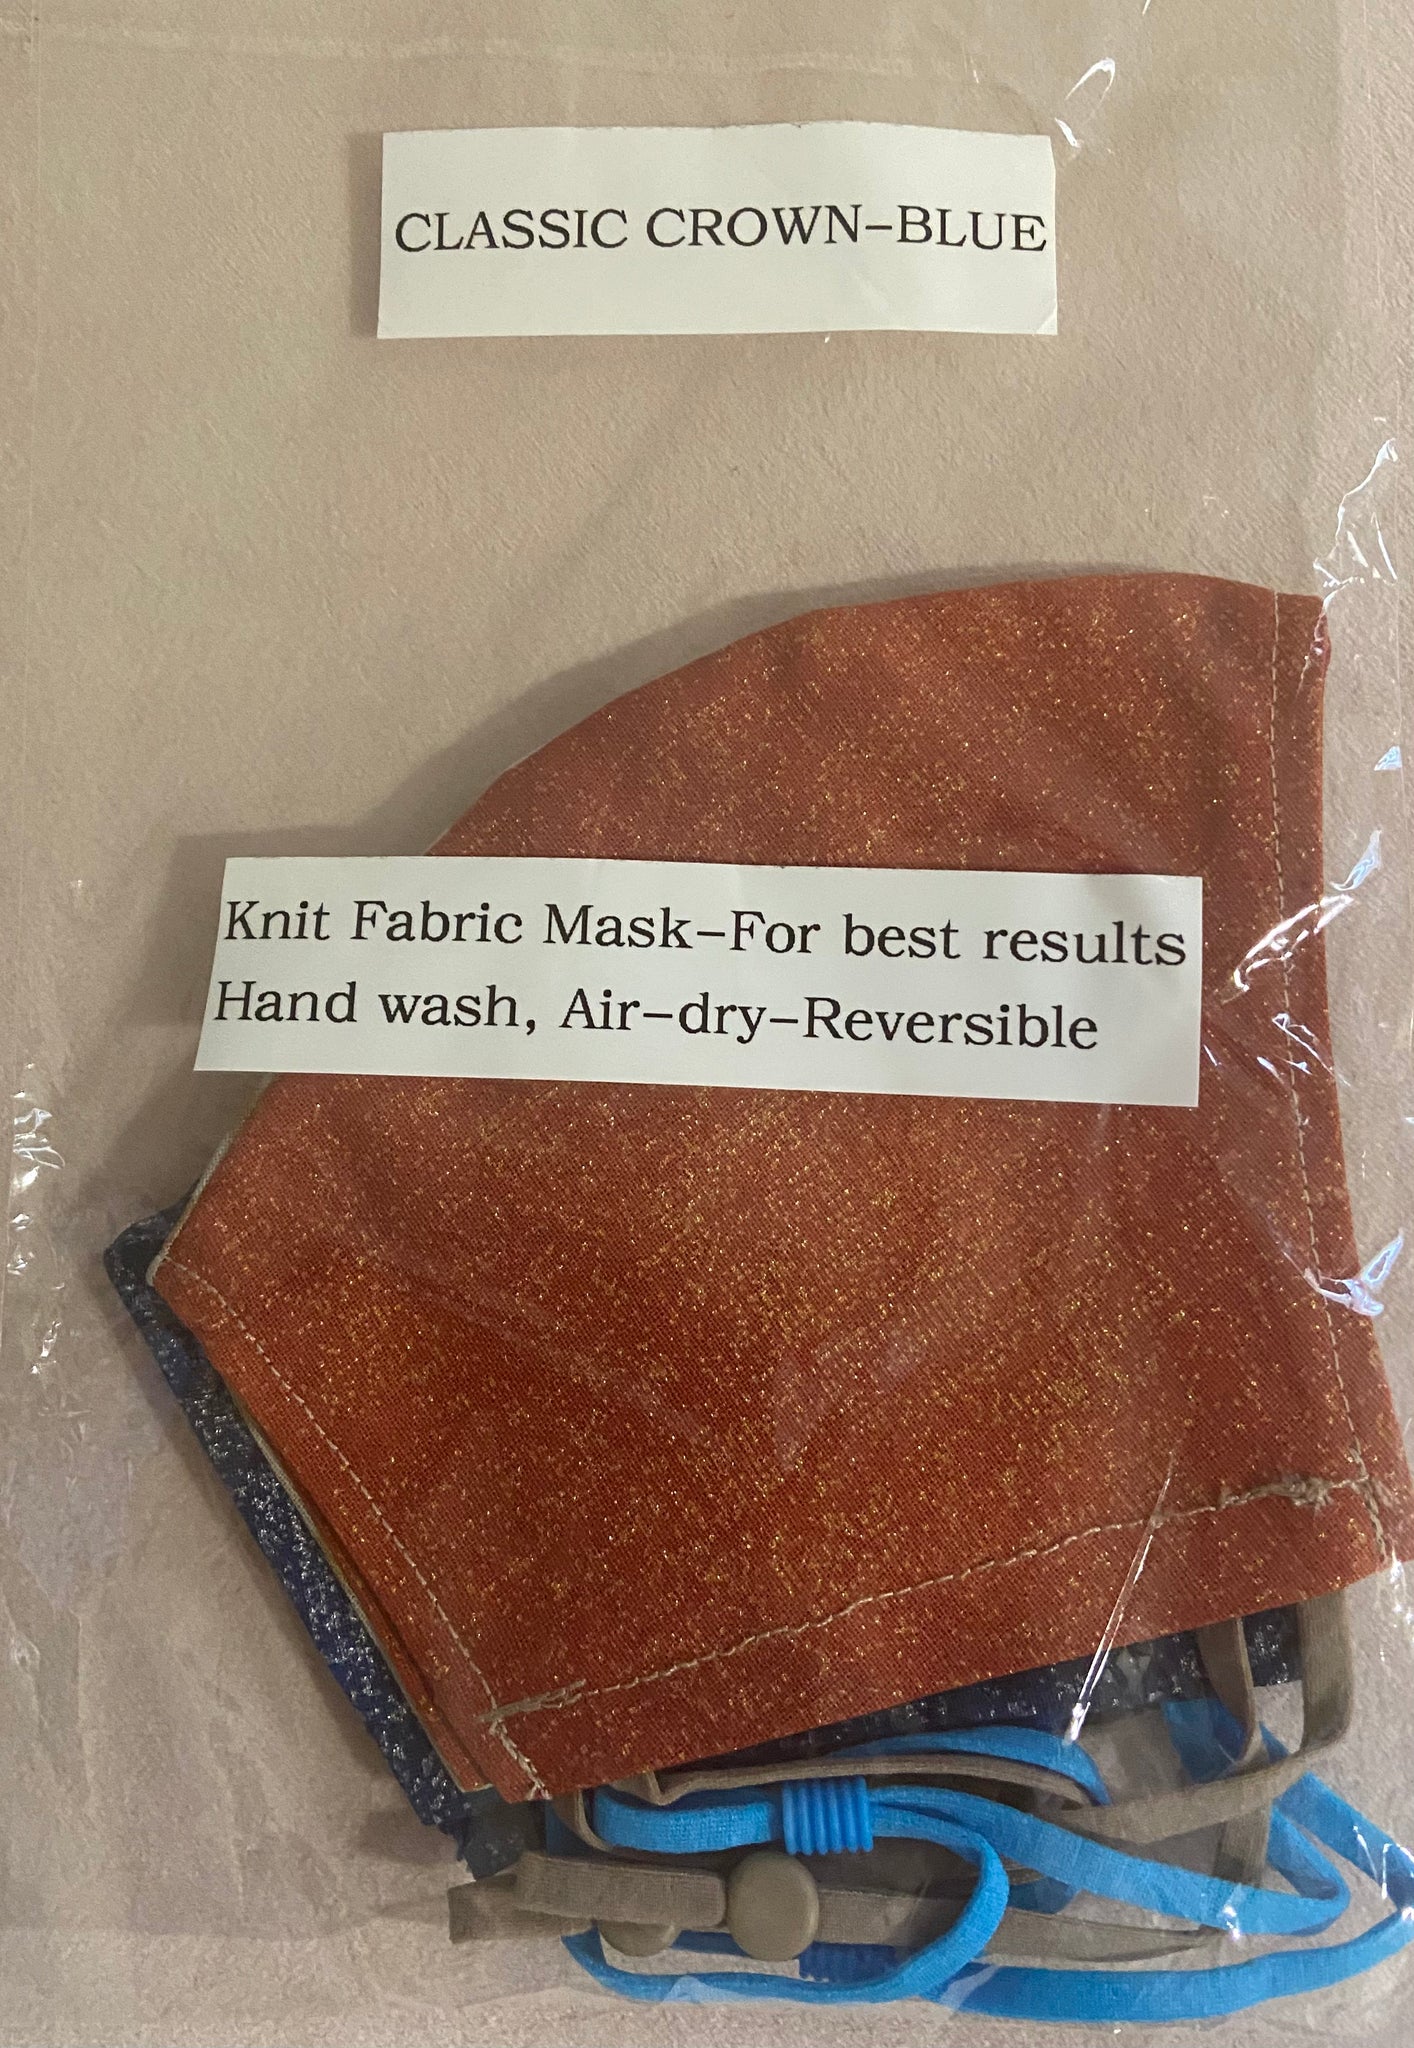 CLASSIC CROWN–BLUE
Knit Fabric Mask–For best results
Hand wash, Air–dry–Reversible